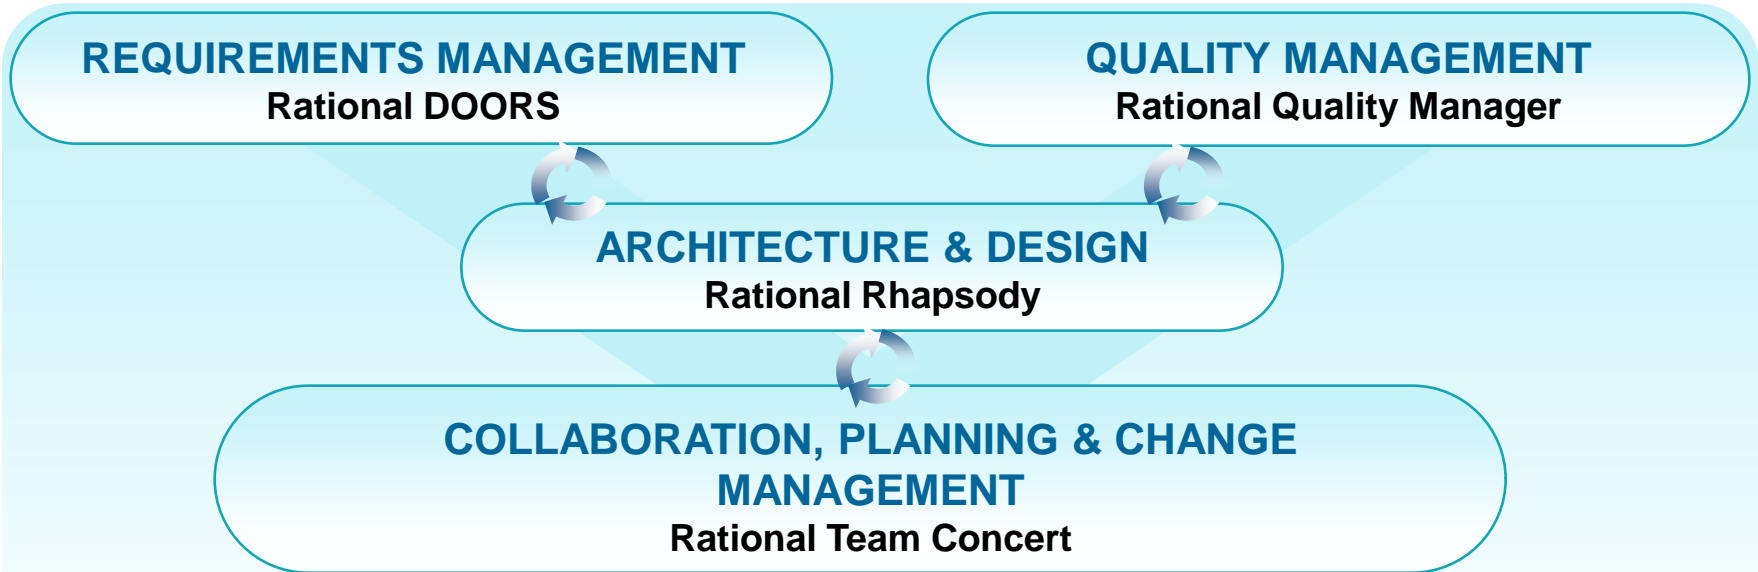 REQUIREMENTS MANAGEMENT
Rational DOORS
QUALITY MANAGEMENT
Rational Quality Manager
ARCHITECTURE & DESIGN
Rational Rhapsody
COLLABORATION, PLANNING & CHANGE
MANAGEMENT
Rational Team Concert